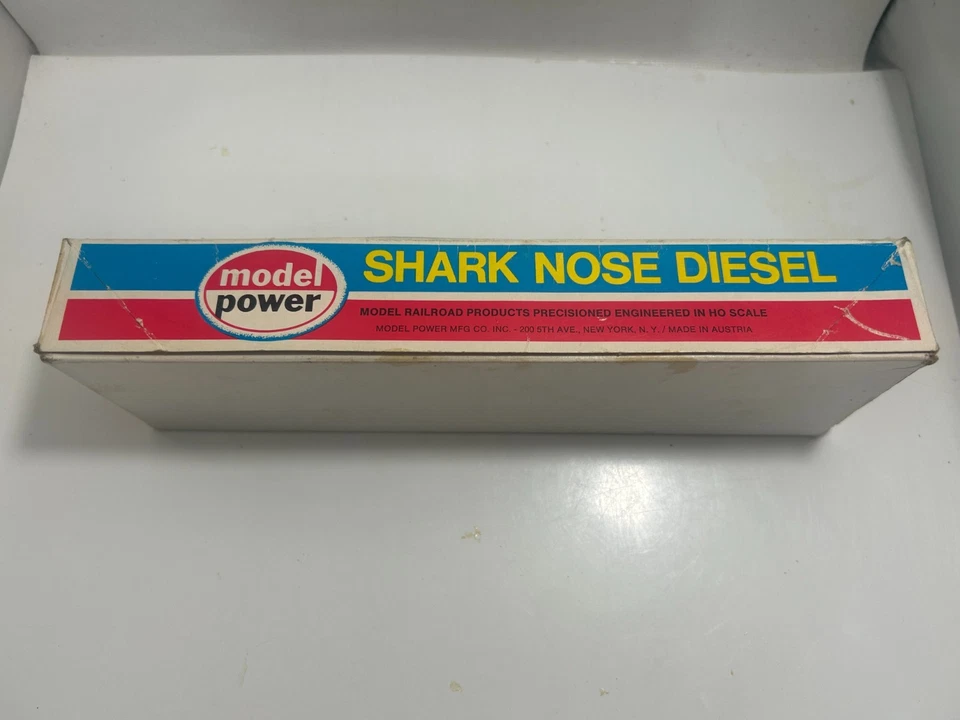 model
power
SHARK NOSE DIESEL
MODEL RAILROAD PRODUCTS PRECISIONED ENGINEERED IN HO SCALE
MODEL POWER MFG CO. INC. - 200 5TH AVE., NEW YORK, N. Y. / MADE IN AUSTRIA